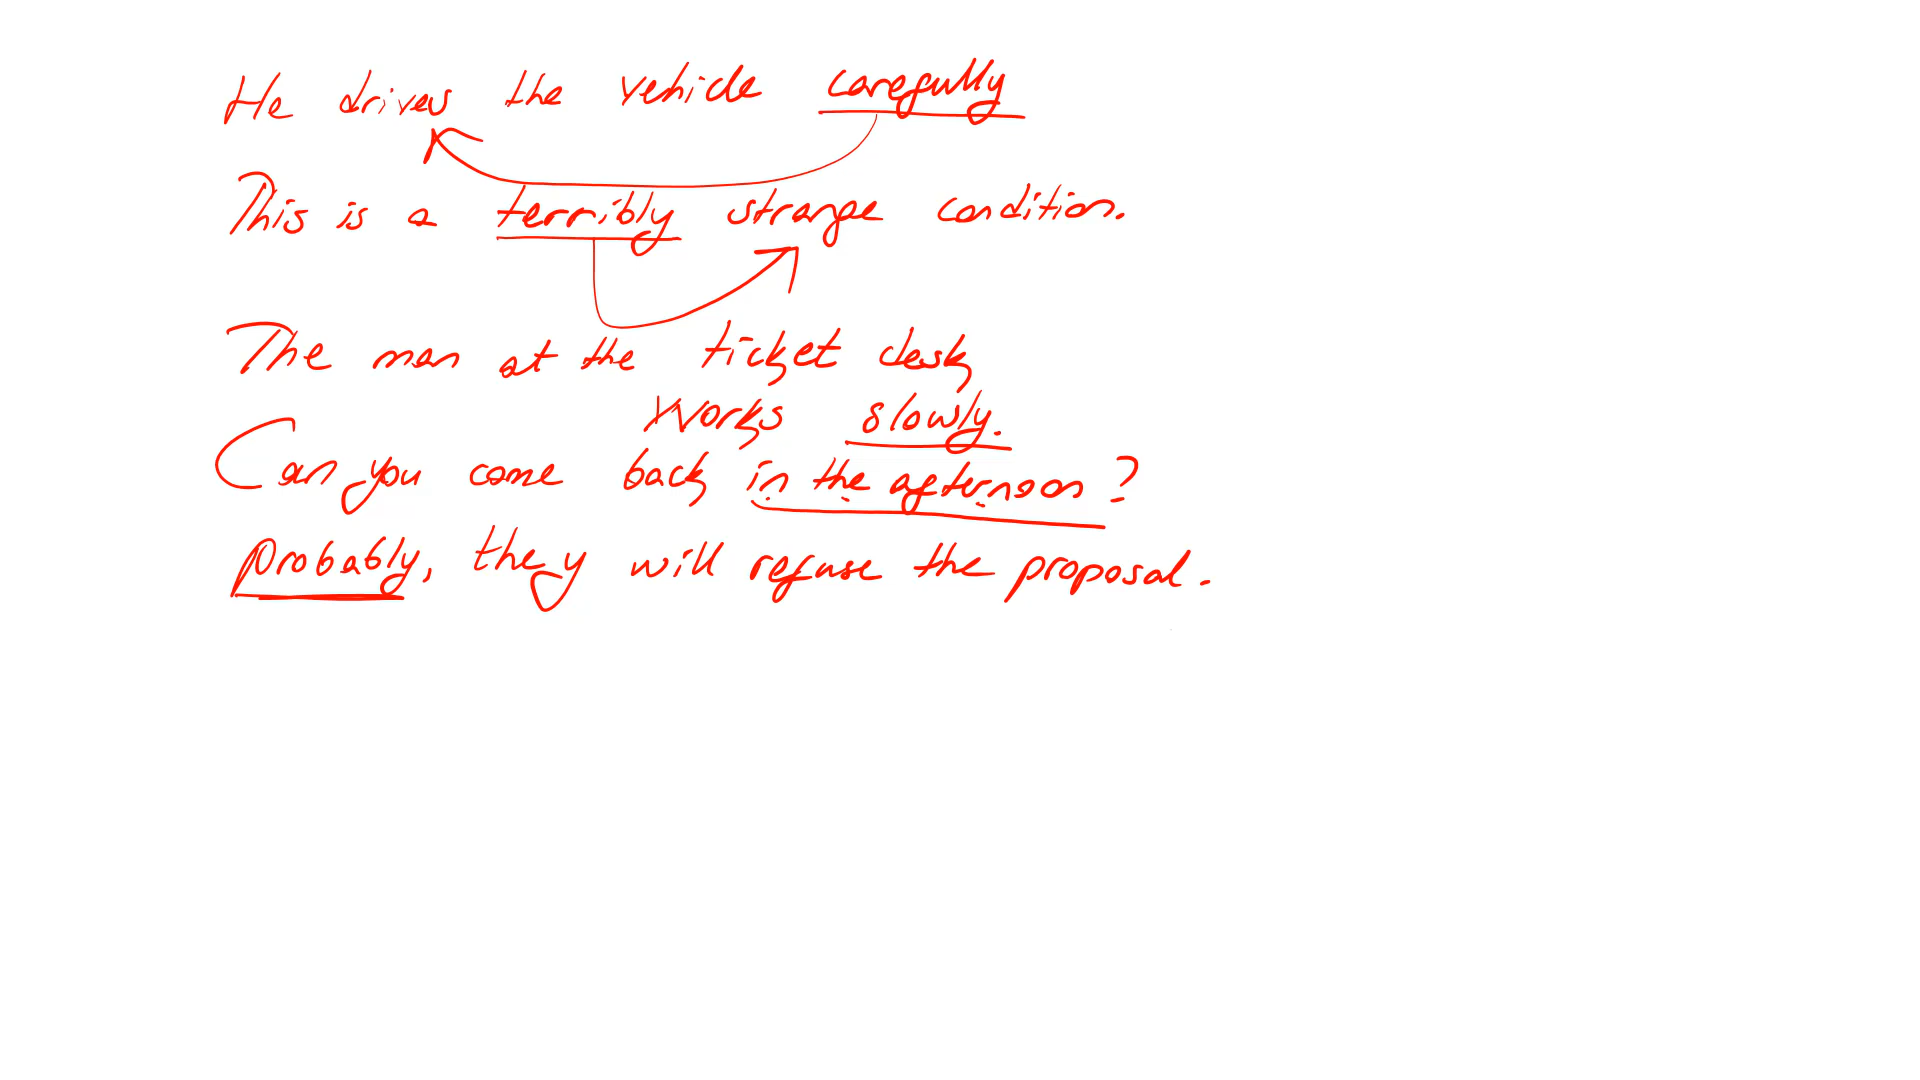 He drives the vehicle carefully
This is a terribly strange condition.
The man at the ticket desk
works slowly.
Can you come back in the afternoon?
Probably, they will refuse the proposal.